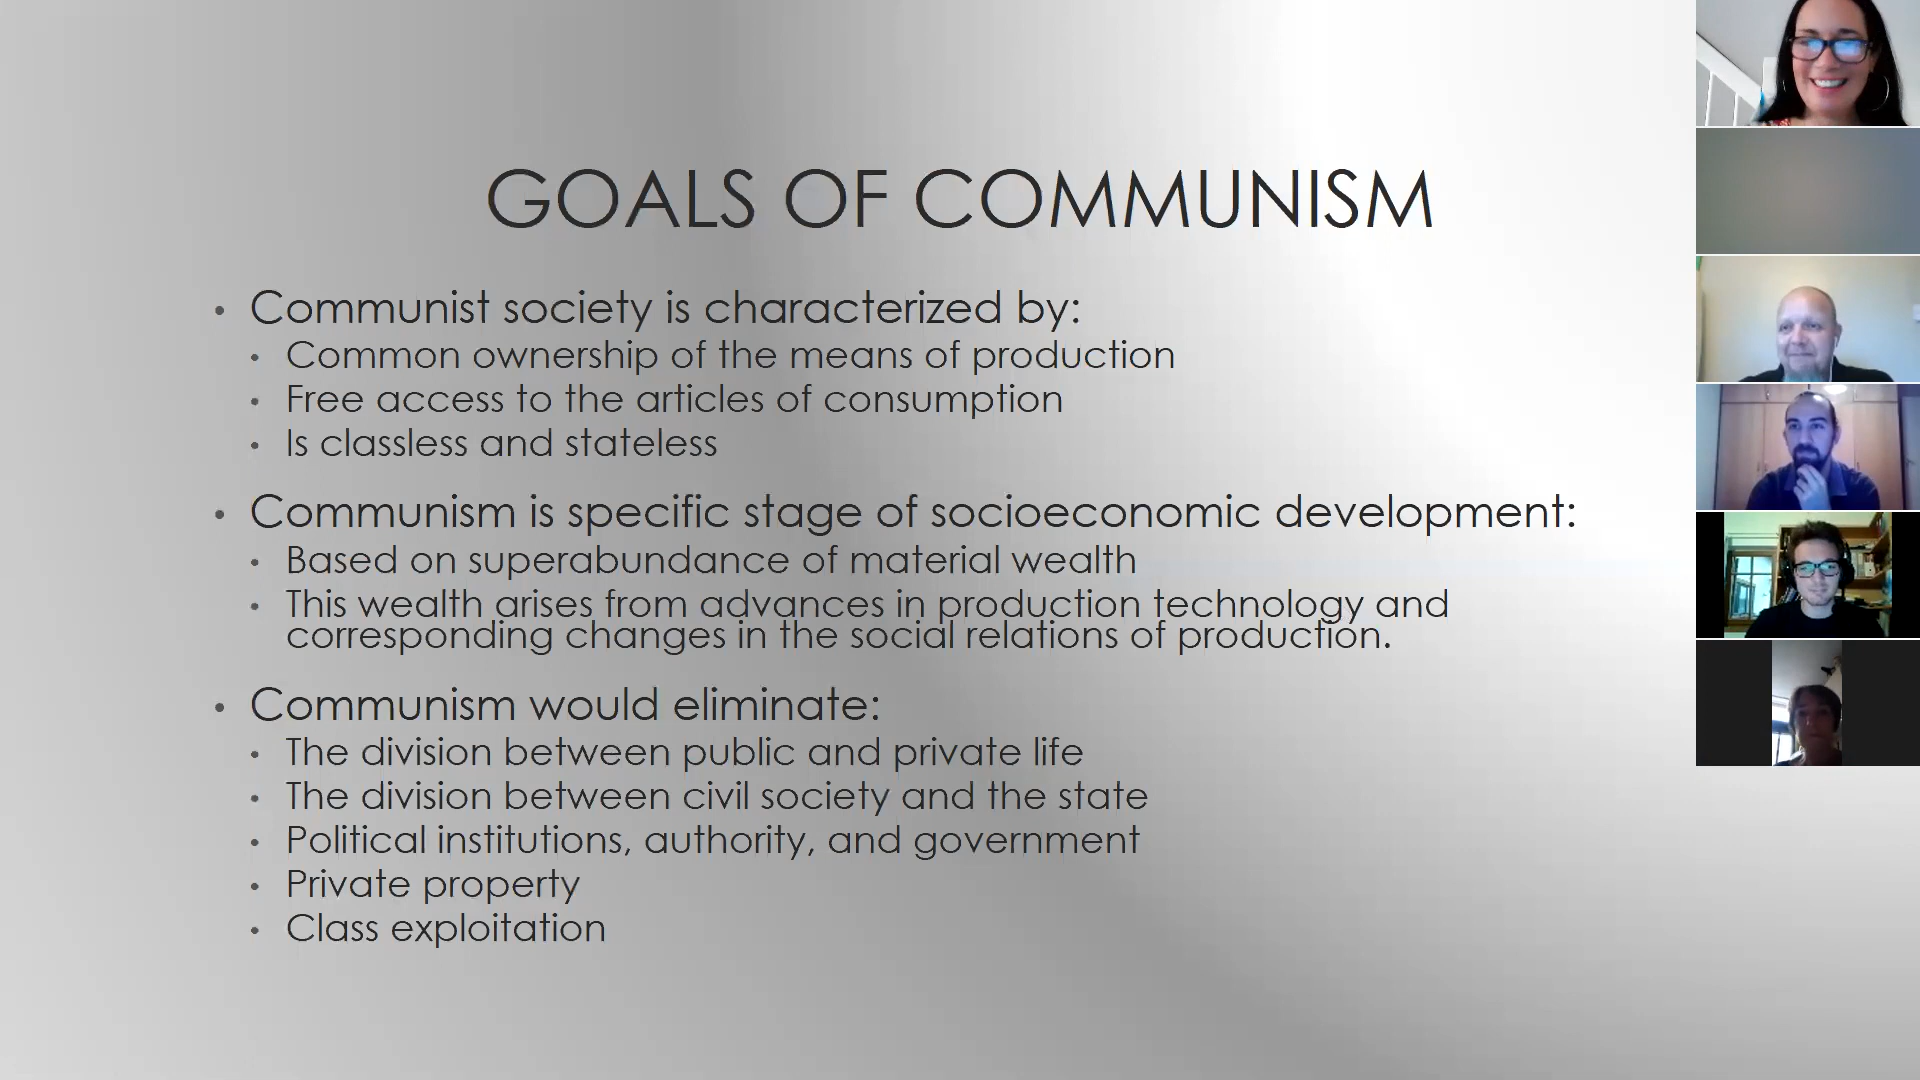 GOALS OF COMMUNISM
• Communist society is characterized by:
• Common ownership of the means of production
• Free access to the articles of consumption
• Is classless and stateless
• Communism is specific stage of socioeconomic development:
• Based on superabundance of material wealth
• This wealth arises from advances in production technology and
corresponding changes in the social relations of production.
• Communism would eliminate:
• The division between public and private life
• The division between civil society and the state
• Political institutions, authority, and government
• Private property
• Class exploitation